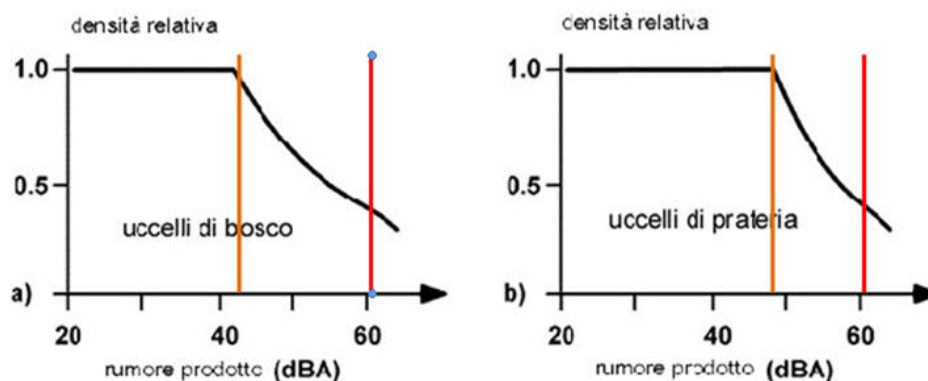 densità relativa
1.0
0.5
uccelli di bosco
a)
20 40 60
rumore prodotto (dBA)
densità relativa
1.0
0.5
uccelli di prateria
b)
20 40 60
rumore prodotto (dBA)